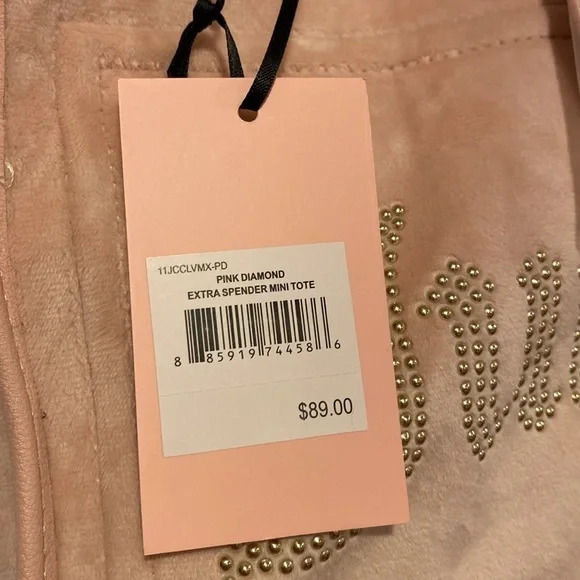 11JCCLVMX-PD
PINK DIAMOND
EXTRA SPENDER MINI TOTE
8 85919 74458 6
$89.00